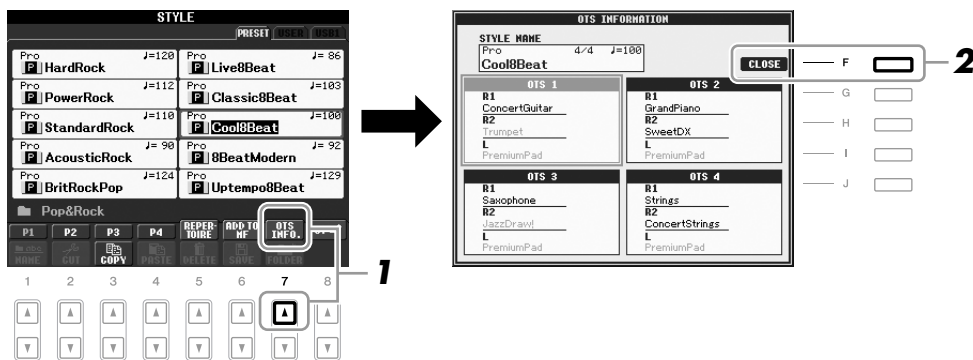 STYLE
PRESET USER USB1
Pro ♩=120 Pro ♩= 86
P HardRock P Live8Beat
Pro ♩=112 Pro ♩=103
P PowerRock P Classic8Beat
Pro ♩=110 Pro ♩=100
P StandardRock P Cool8Beat
Pro ♩= 90 Pro ♩= 92
P AcousticRock P 8BeatModern
Pro ♩=124 Pro ♩=129
P BritRockPop P Uptempo8Beat
Pop&Rock
P1 P2 P3 P4 REPER-TOIRE ADD TO MF OTS INFO.
NAME CUT COPY PASTE DELETE SAVE FOLDER
1 2 3 4 5 6 7 8
1
OTS INFORMATION
STYLE NAME
Pro 4/4 ♩=100
Cool8Beat
CLOSE
OTS 1
R1
ConcertGuitar
R2
Trumpet
L
PremiumPad
OTS 2
R1
GrandPiano
R2
SweetDX
L
PremiumPad
OTS 3
R1
Saxophone
R2
JazzDraw!
L
PremiumPad
OTS 4
R1
Strings
R2
ConcertStrings
L
PremiumPad
F
G
H
I
J
2